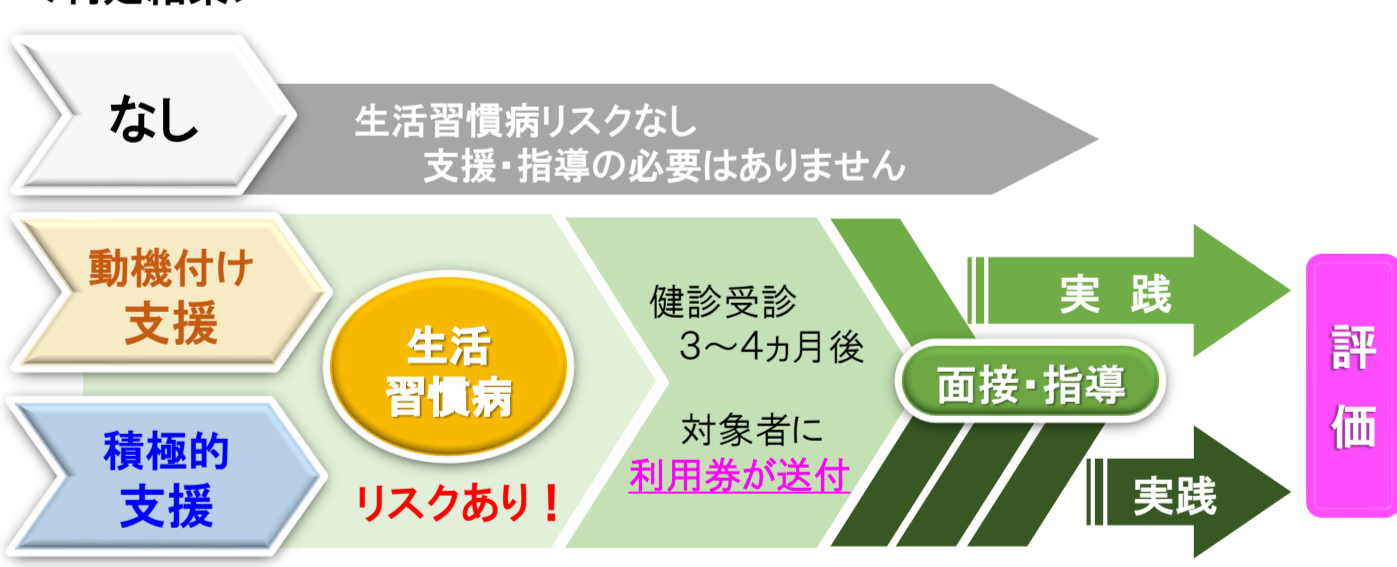 なし
生活習慣病リスクなし
支援・指導の必要はありません
動機付け
支援
積極的
支援
生活
習慣病
リスクあり！
健診受診
3～4ヵ月後
対象者に
利用券が送付
面接・指導
実 践
実践
評
価